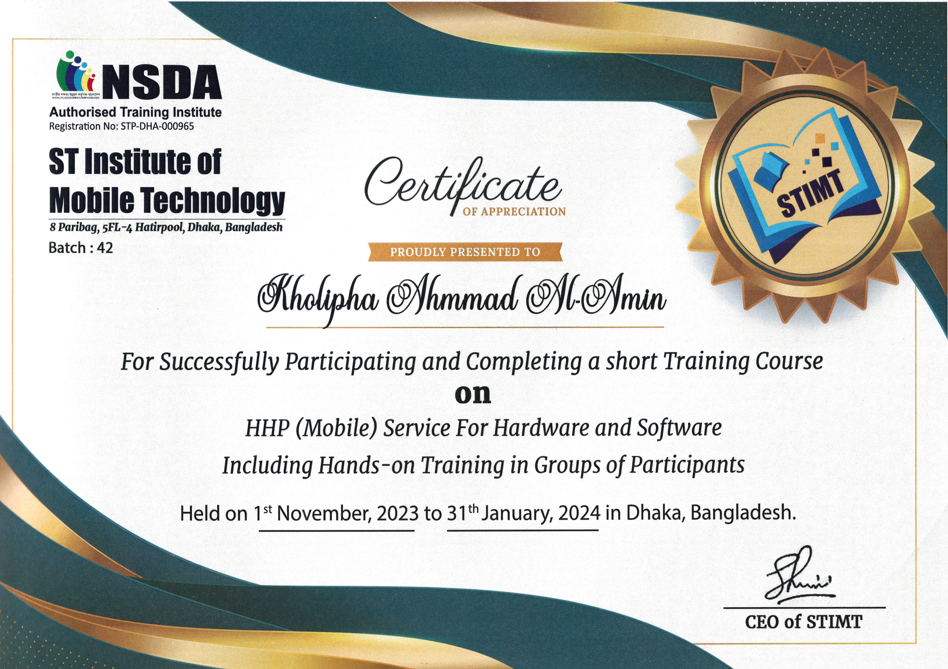 NSDA
Authorised Training Institute
Registration No: STP-DHA-000965
ST Institute of
Mobile Technology
8 Paribag, 5FL-4 Hatirpool, Dhaka, Bangladesh
Batch : 42
STIMT
Certificate
OF APPRECIATION
PROUDLY PRESENTED TO
Kholipha Ahmmad Al-Amin
For Successfully Participating and Completing a short Training Course
on
HHP (Mobile) Service For Hardware and Software
Including Hands-on Training in Groups of Participants
Held on 1st November, 2023 to 31th January, 2024 in Dhaka, Bangladesh.
CEO of STIMT